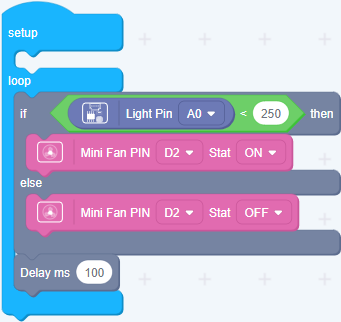 setup
loop
if Light Pin A0 < 250 then
Mini Fan PIN D2 Stat ON
else
Mini Fan PIN D2 Stat OFF
Delay ms 100